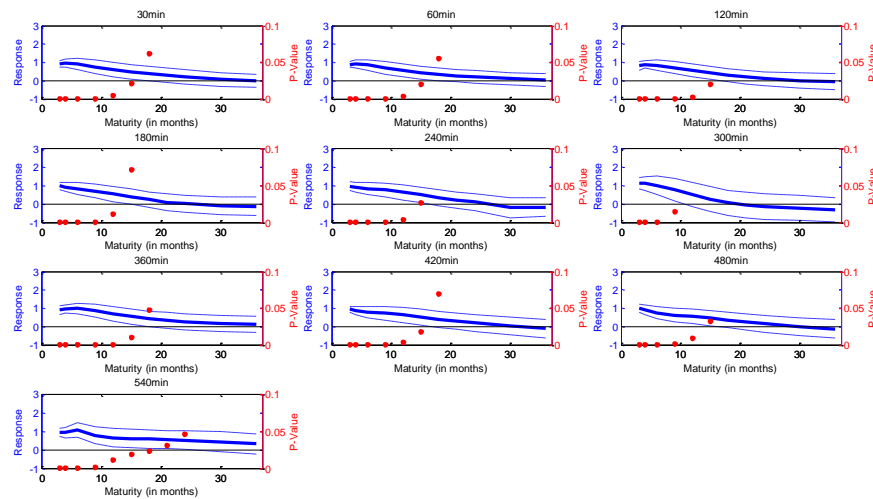 30min
Response
3
2
1
0
-1
0.1
0.05
0
P-Value
0 10 20 30
Maturity (in months)
60min
Response
3
2
1
0
-1
0.1
0.05
0
P-Value
0 10 20 30
Maturity (in months)
120min
Response
3
2
1
0
-1
0.1
0.05
0
P-Value
0 10 20 30
Maturity (in months)
180min
Response
3
2
1
0
-1
0.1
0.05
0
P-Value
0 10 20 30
Maturity (in months)
240min
Response
3
2
1
0
-1
0.1
0.05
0
P-Value
0 10 20 30
Maturity (in months)
300min
Response
3
2
1
0
-1
0.1
0.05
0
P-Value
0 10 20 30
Maturity (in months)
360min
Response
3
2
1
0
-1
0.1
0.05
0
P-Value
0 10 20 30
Maturity (in months)
420min
Response
3
2
1
0
-1
0.1
0.05
0
P-Value
0 10 20 30
Maturity (in months)
480min
Response
3
2
1
0
-1
0.1
0.05
0
P-Value
0 10 20 30
Maturity (in months)
540min
Response
3
2
1
0
-1
0.1
0.05
0
P-Value
0 10 20 30
Maturity (in months)